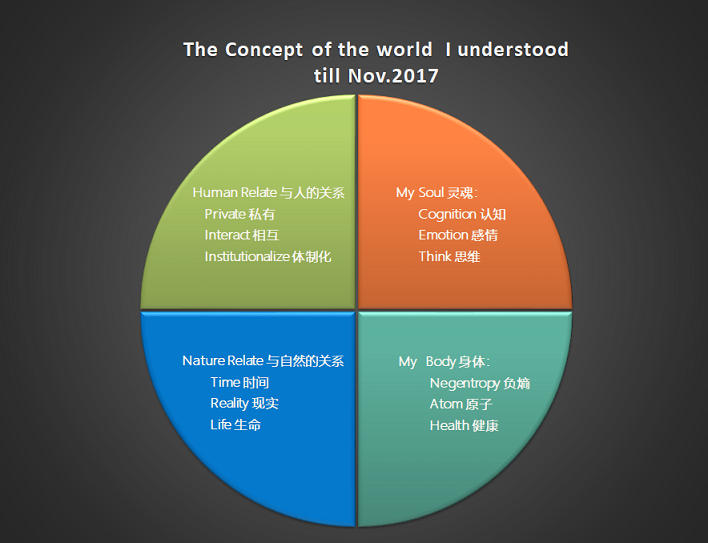 The Concept of the world I understood
till Nov.2017
Human Relate 与人的关系
Private 私有
Interact 相互
Institutionalize 体制化
My Soul 灵魂:
Cognition 认知
Emotion 感情
Think 思维
Nature Relate 与自然的关系
Time 时间
Reality 现实
Life 生命
My Body 身体:
Negentropy 负熵
Atom 原子
Health 健康